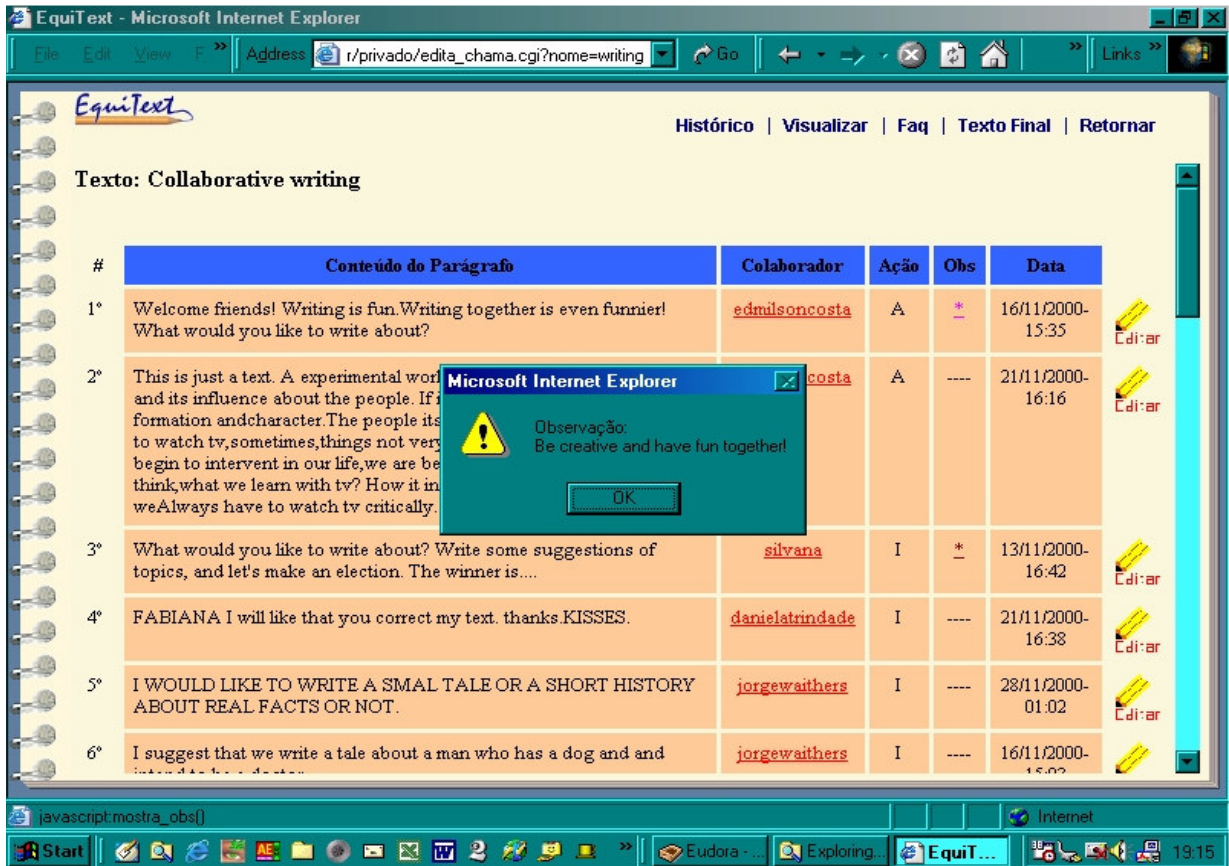 EquiText - Microsoft Internet Explorer
File Edit View F » Address r/privado/edita_chama.cgi?nome=writing Go » Links »
EquiText
Histórico | Visualizar | Faq | Texto Final | Retornar
Texto: Collaborative writing
# Conteúdo do Parágrafo Colaborador Ação Obs Data
1º Welcome friends! Writing is fun.Writing together is even funnier! edmilsoncosta A * 16/11/2000-
What would you like to write about? 15:35 Editar
2º This is just a text. A experimental costa A ---- 21/11/2000-
and its influence about the people. If 16:16 Editar
formation andcharacter.The people its
to watch tv,sometimes,things not very
begin to intervent in our life,we are be
think,what we learn with tv? How it in
weAlways have to watch tv critically.
Microsoft Internet Explorer
Observação:
Be creative and have fun together!
OK
3º What would you like to write about? Write some suggestions of silvana I * 13/11/2000-
topics, and let's make an election. The winner is.... 16:42 Editar
4º FABIANA I will like that you correct my text. thanks.KISSES. danielatrindade I ---- 21/11/2000-
16:38 Editar
5º I WOULD LIKE TO WRITE A SMAL TALE OR A SHORT HISTORY jorgewaithers I ---- 28/11/2000-
ABOUT REAL FACTS OR NOT. 01:02 Editar
6º I suggest that we write a tale about a man who has a dog and and jorgewaithers I ---- 16/11/2000-
javascript:mostra_obs() Internet
Start » Eudora - ... Exploring... EquiT... 19:15